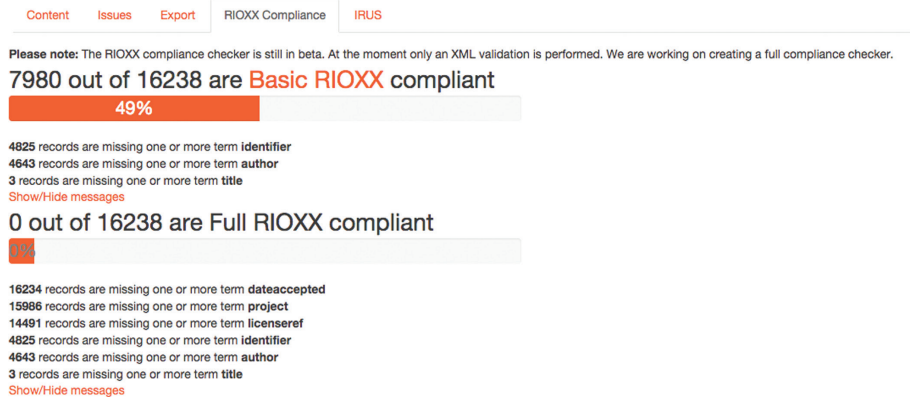 Content Issues Export RIOXX Compliance IRUS
Please note: The RIOXX compliance checker is still in beta. At the moment only an XML validation is performed. We are working on creating a full compliance checker.
7980 out of 16238 are Basic RIOXX compliant
49%
4825 records are missing one or more term identifier
4643 records are missing one or more term author
3 records are missing one or more term title
Show/Hide messages
0 out of 16238 are Full RIOXX compliant
0%
16234 records are missing one or more term dateaccepted
15986 records are missing one or more term project
14491 records are missing one or more term licenseref
4825 records are missing one or more term identifier
4643 records are missing one or more term author
3 records are missing one or more term title
Show/Hide messages